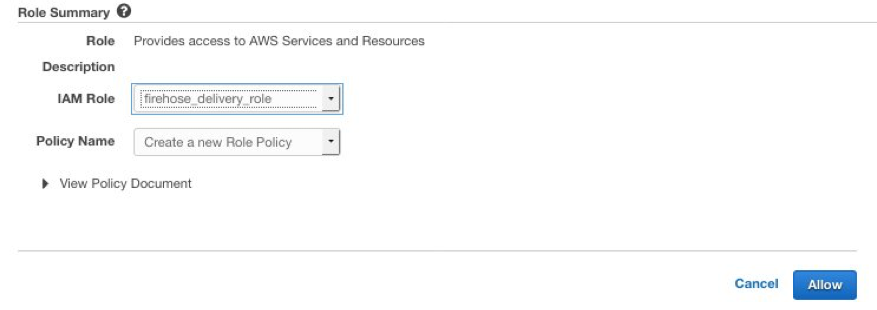 Role Summary ?
Role Provides access to AWS Services and Resources
Description
IAM Role firehose_delivery_role
Policy Name Create a new Role Policy
View Policy Document
Cancel Allow